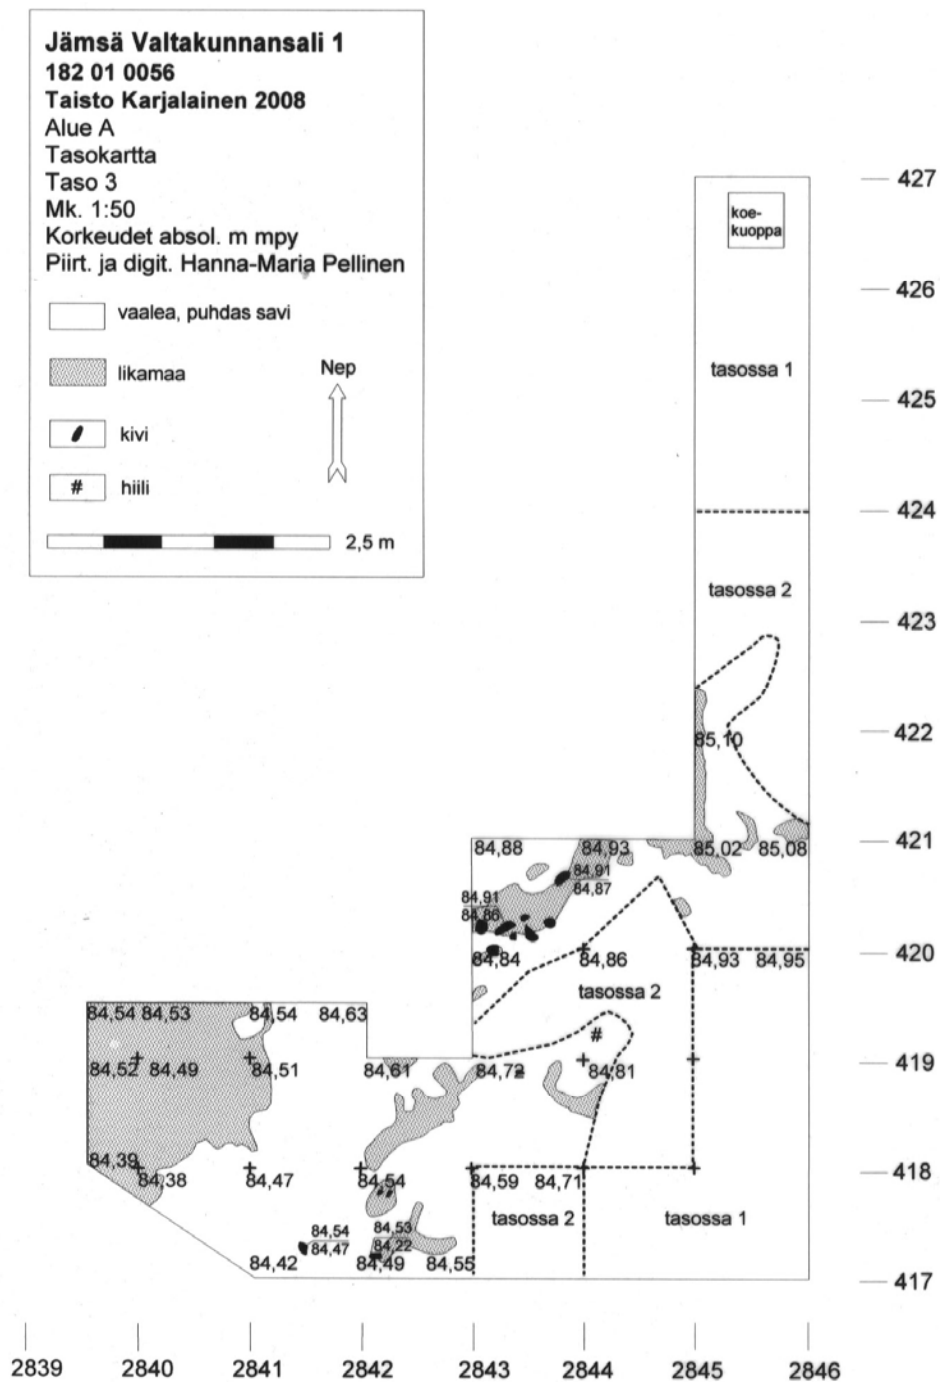 Jämsä Valtakunnansali 1
182 01 0056
Taisto Karjalainen 2008
Alue A
Tasokartta
Taso 3
Mk. 1:50
Korkeudet absol. m mpy
Piirt. ja digit. Hanna-Maria Pellinen
vaalea, puhdas savi
likamaa
Nep
kivi
# hiili
2,5 m
427
koe-
kuoppa
426
tasossa 1
425
424
tasossa 2
423
422
85,10
421
84,88 84,93 85,02 85,08
84,91
84,87
84,91
84,86
420
84,84 84,86 84,93 84,95
tasossa 2
84,54 84,53 84,54 84,63
#
419
84,52 84,49 84,51 84,61 84,72 84,81
84,39
418
84,38 84,47 84,54 84,59 84,71
tasossa 2 tasossa 1
84,54
84,47
84,53
84,22
84,42 84,49 84,55
417
2839 2840 2841 2842 2843 2844 2845 2846